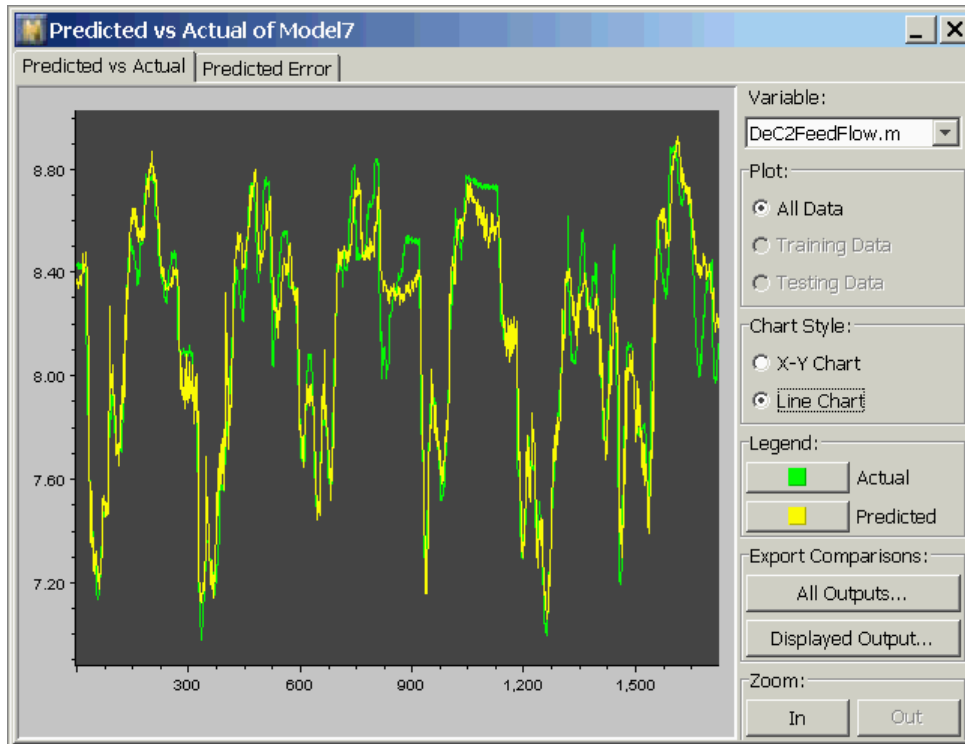 Predicted vs Actual of Model7
Predicted vs Actual
Predicted Error
Variable:
DeC2FeedFlow.m
Plot:
All Data
Training Data
Testing Data
Chart Style:
X-Y Chart
Line Chart
Legend:
Actual
Predicted
Export Comparisons:
All Outputs...
Displayed Output...
Zoom:
In
Out
8.80
8.40
8.00
7.60
7.20
300
600
900
1,200
1,500